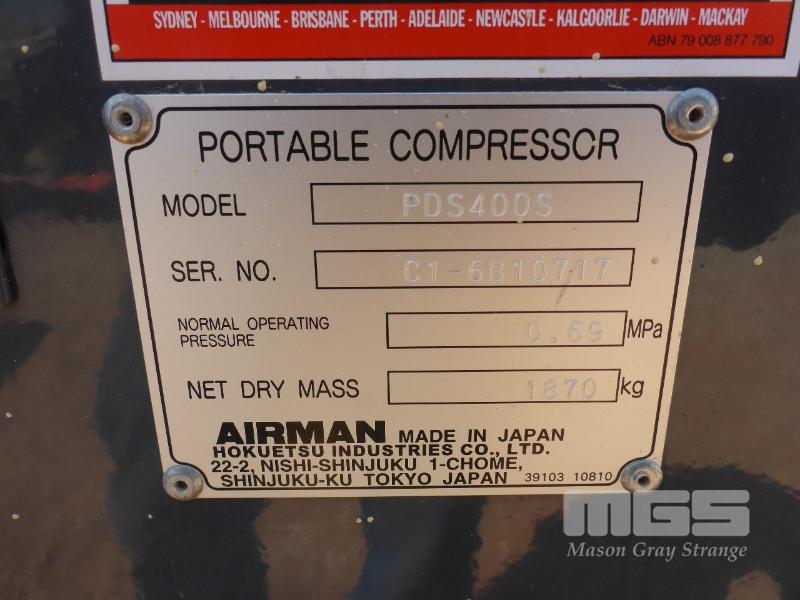 SYDNEY - MELBOURNE - BRISBANE - PERTH - ADELAIDE - NEWCASTLE - KALGOORLIE - DARWIN - MACKAY
ABN 79 008 877 790
PORTABLE COMPRESSOR
MODEL PDS400S
SER. NO. C1-6B10717
NORMAL OPERATING
PRESSURE 0.69 MPa
NET DRY MASS 1870 kg
AIRMAN MADE IN JAPAN
HOKUETSU INDUSTRIES CO., LTD.
22-2, NISHI-SHINJUKU 1-CHOME,
SHINJUKU-KU TOKYO JAPAN 39103 10810
MGS
Mason Gray Strange